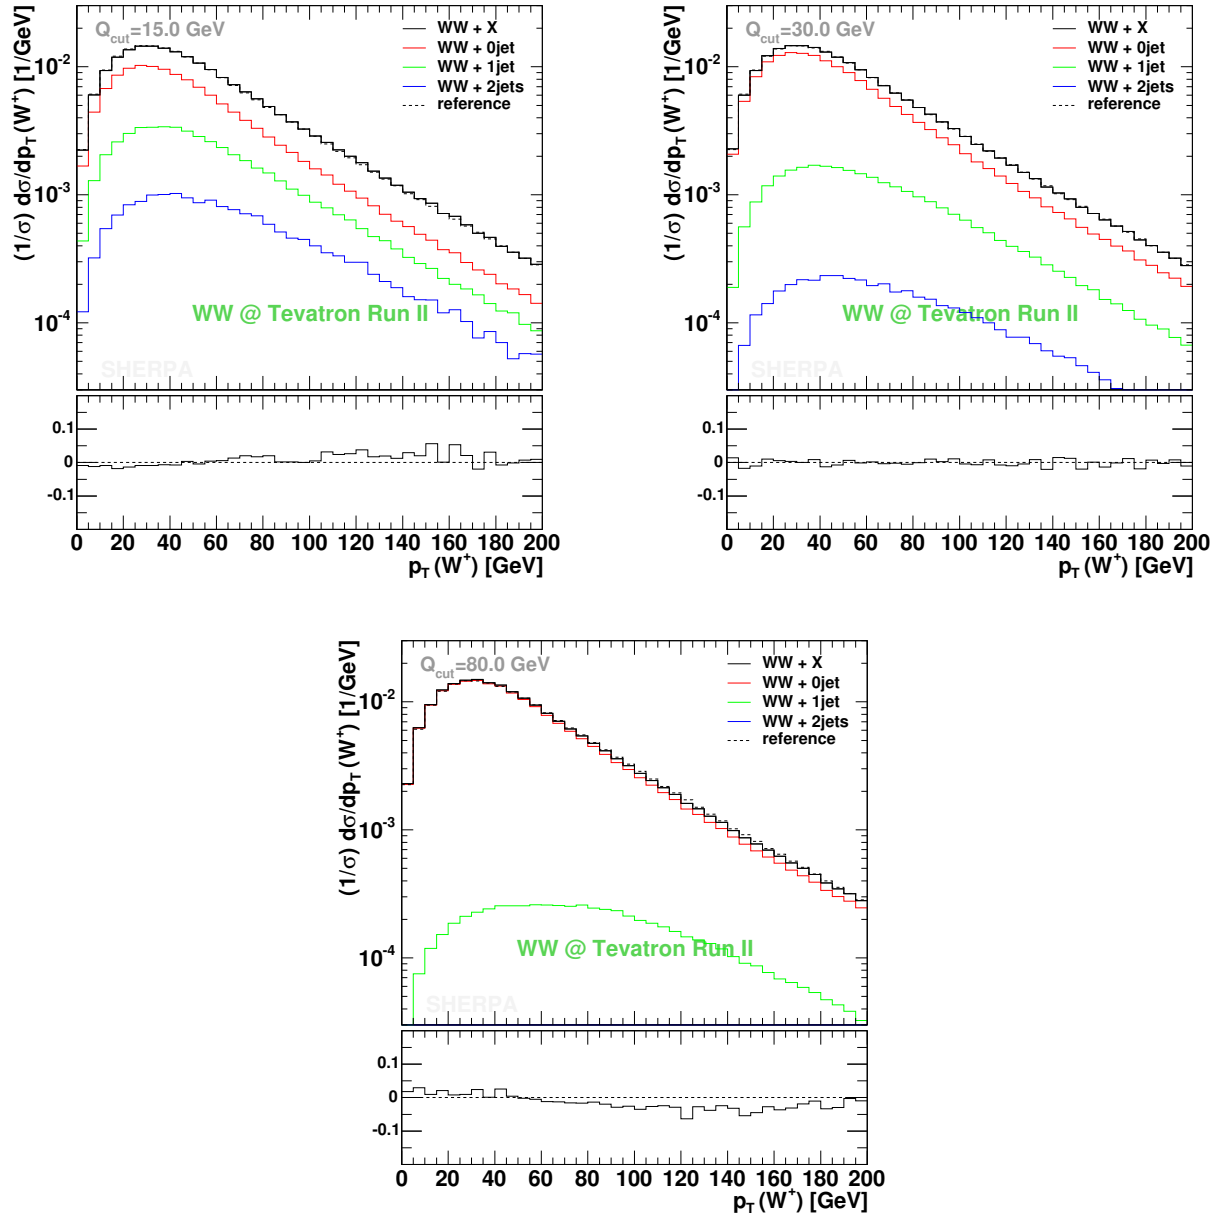 Q_cut=15.0 GeV
WW + X
WW + 0jet
WW + 1jet
WW + 2jets
reference
(1/σ) dσ/dp_T(W^+) [1/GeV]
10^-2
10^-3
10^-4
WW @ Tevatron Run II
SHERPA
0.1
0
-0.1
0 20 40 60 80 100 120 140 160 180 200
p_T(W^+) [GeV]
Q_cut=30.0 GeV
WW + X
WW + 0jet
WW + 1jet
WW + 2jets
reference
(1/σ) dσ/dp_T(W^+) [1/GeV]
10^-2
10^-3
10^-4
WW @ Tevatron Run II
SHERPA
0.1
0
-0.1
0 20 40 60 80 100 120 140 160 180 200
p_T(W^+) [GeV]
Q_cut=80.0 GeV
WW + X
WW + 0jet
WW + 1jet
WW + 2jets
reference
(1/σ) dσ/dp_T(W^+) [1/GeV]
10^-2
10^-3
10^-4
WW @ Tevatron Run II
SHERPA
0.1
0
-0.1
0 20 40 60 80 100 120 140 160 180 200
p_T(W^+) [GeV]